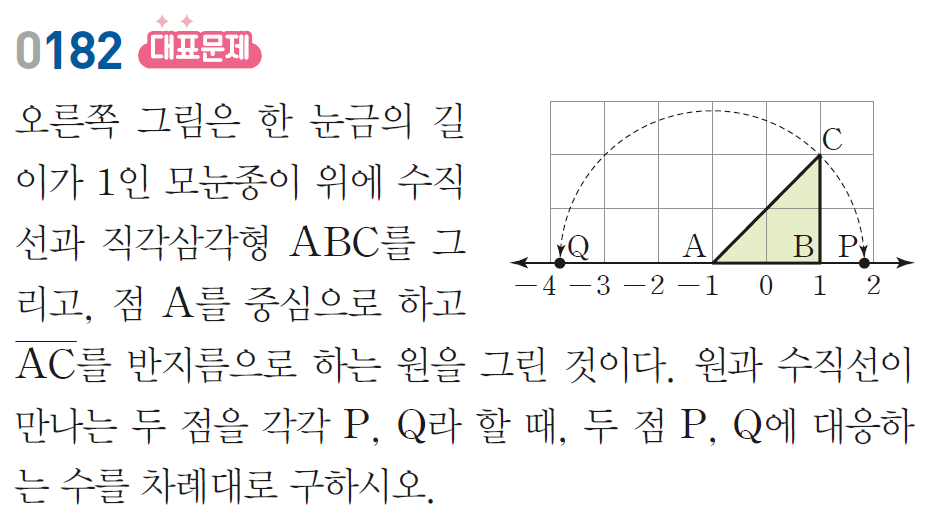 0182 대표문제
오른쪽 그림은 한 눈금의 길
이가 1인 모눈종이 위에 수직
선과 직각삼각형 ABC를 그
리고, 점 A를 중심으로 하고
AC를 반지름으로 하는 원을 그린 것이다. 원과 수직선이
만나는 두 점을 각각 P, Q라 할 때, 두 점 P, Q에 대응하
는 수를 차례대로 구하시오.
C
Q A B P
-4 -3 -2 -1 0 1 2